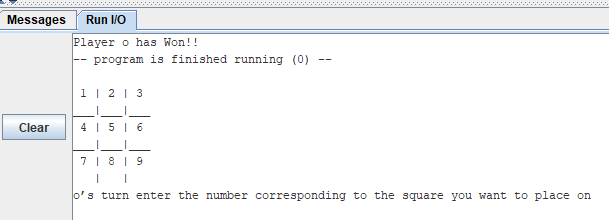 Messages Run I/O
Player o has Won!!
-- program is finished running (0) --
1 | 2 | 3
___|___|___
4 | 5 | 6
___|___|___
7 | 8 | 9
| |
o's turn enter the number corresponding to the square you want to place on
Clear